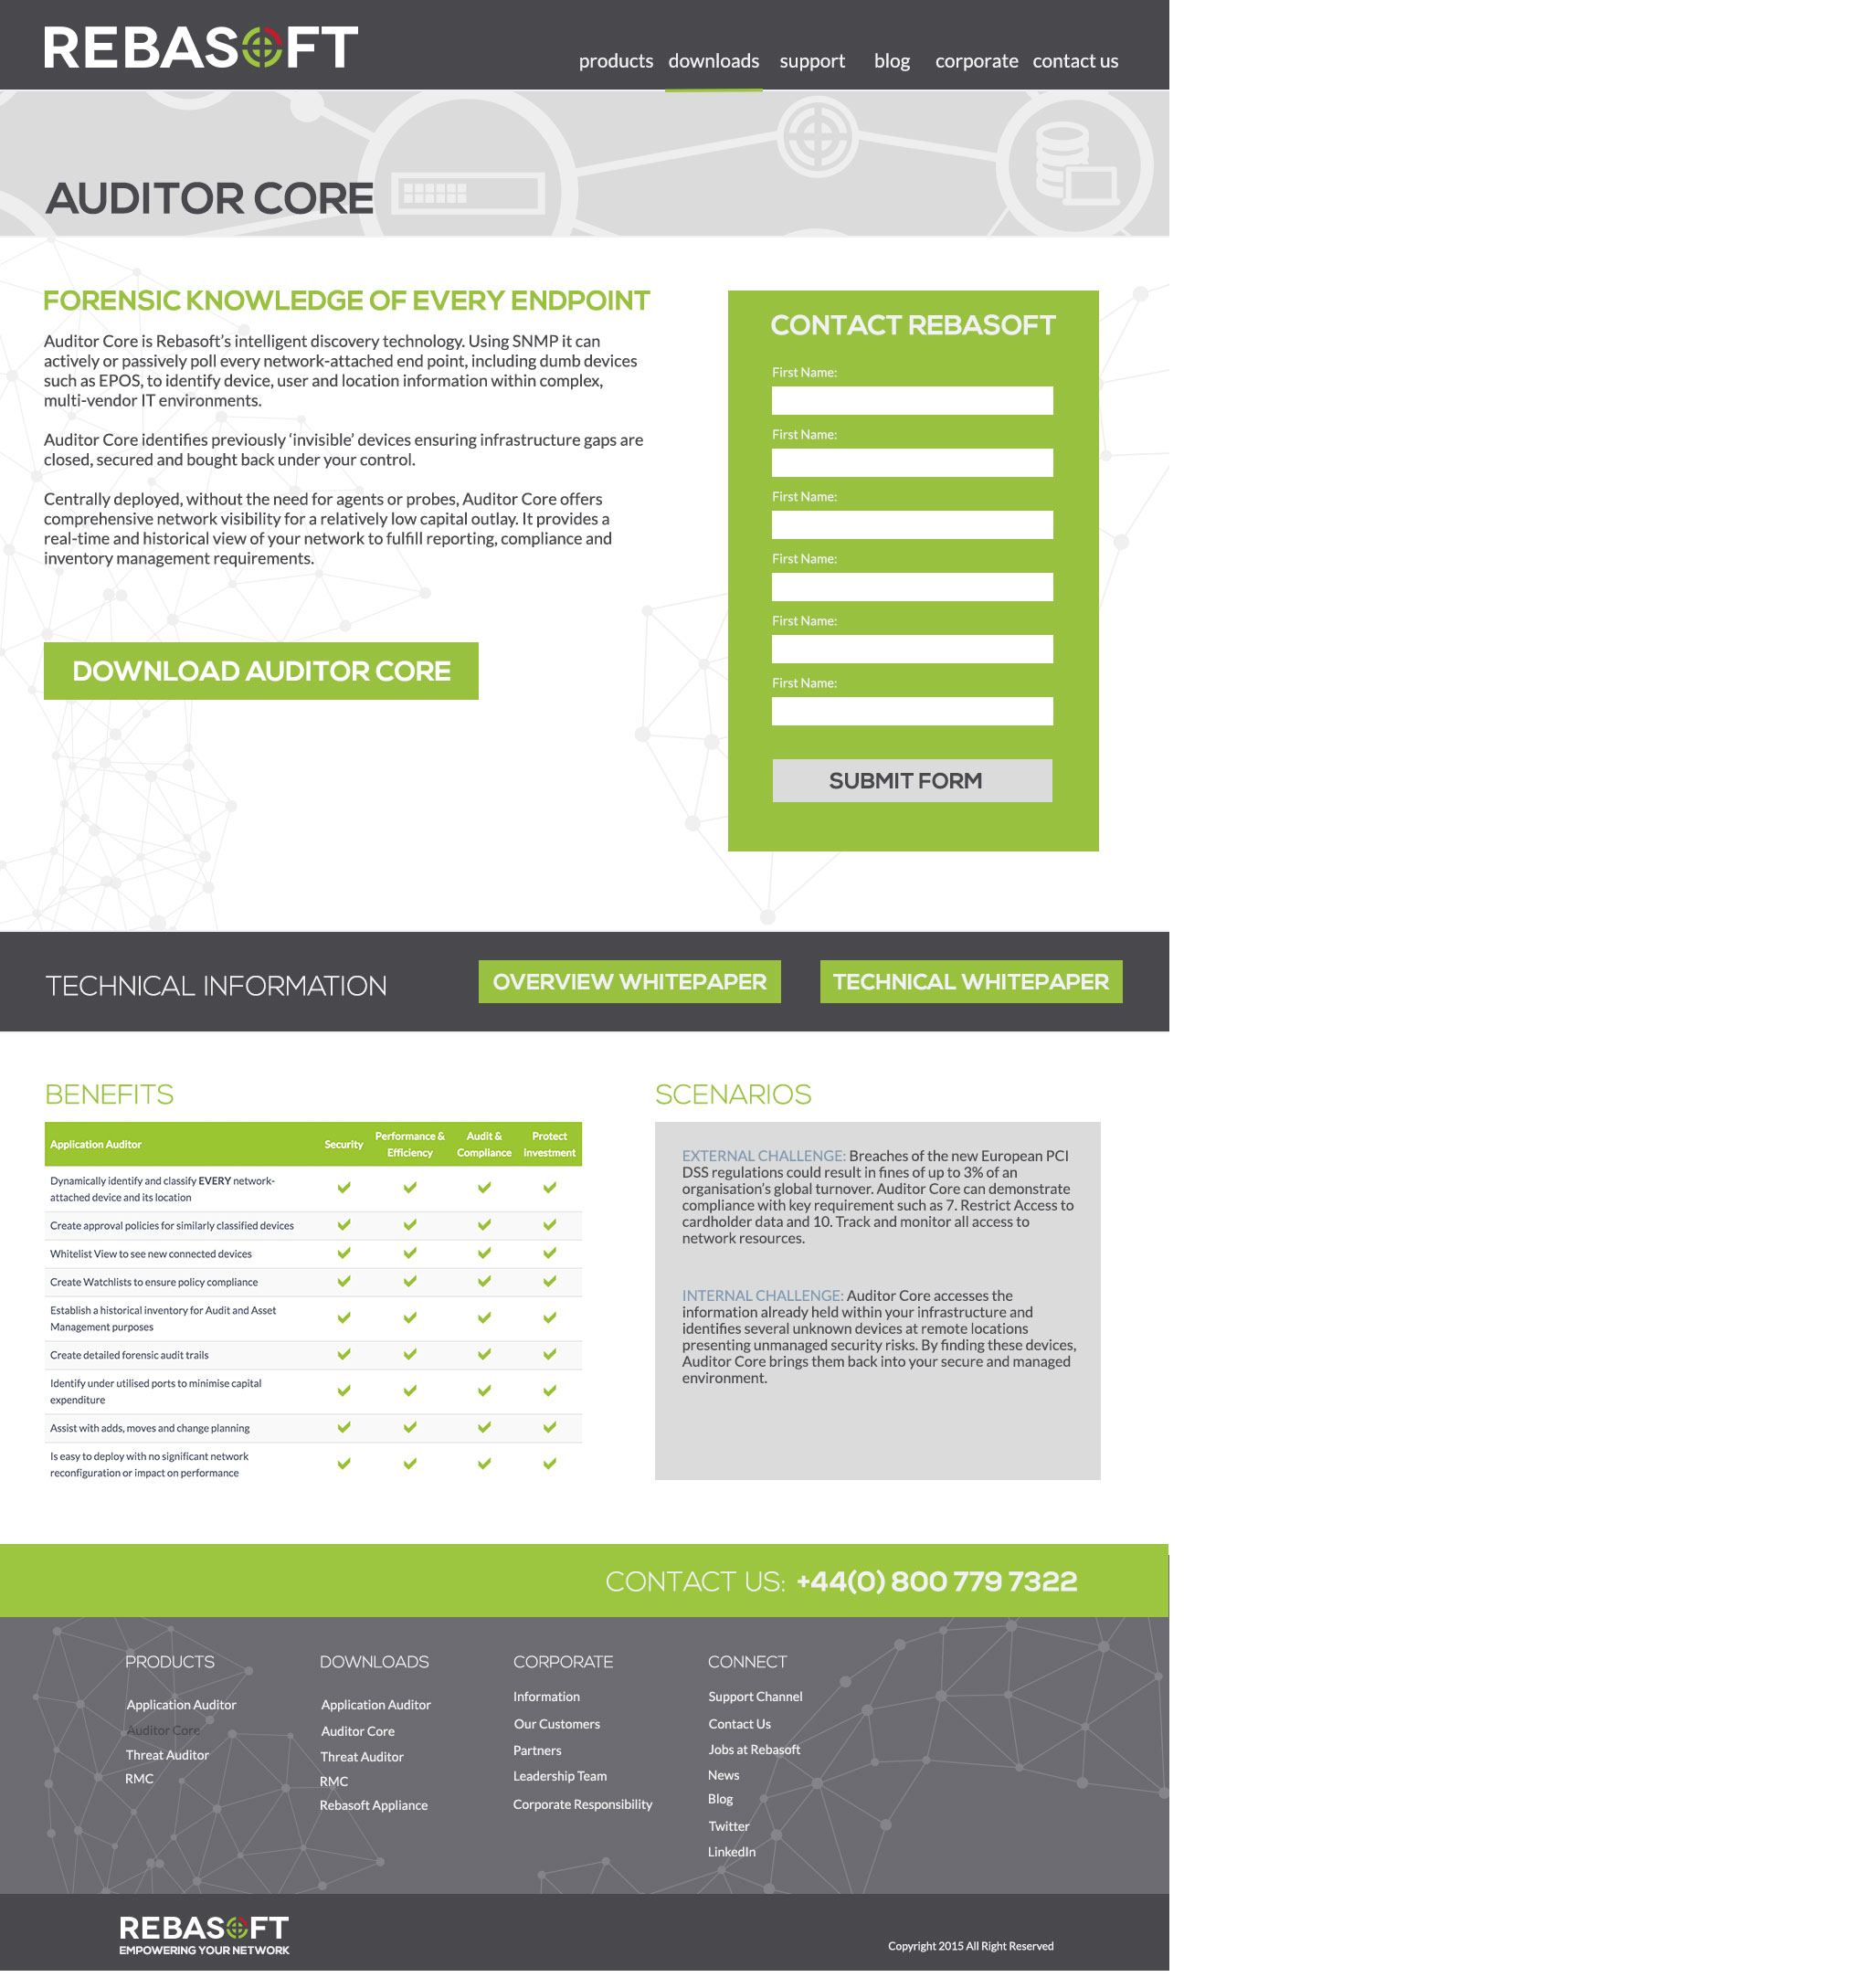 REBASOFT
products downloads support blog corporate contact us
AUDITOR CORE
FORENSIC KNOWLEDGE OF EVERY ENDPOINT
Auditor Core is Rebasoft’s intelligent discovery technology. Using SNMP it can
actively or passively poll every network-attached end point, including dumb devices
such as EPOS, to identify device, user and location information within complex,
multi-vendor IT environments.
Auditor Core identifies previously ‘invisible’ devices ensuring infrastructure gaps are
closed, secured and bought back under your control.
Centrally deployed, without the need for agents or probes, Auditor Core offers
comprehensive network visibility for a relatively low capital outlay. It provides a
real-time and historical view of your network to fulfill reporting, compliance and
inventory management requirements.
DOWNLOAD AUDITOR CORE
CONTACT REBASOFT
First Name:
First Name:
First Name:
First Name:
First Name:
First Name:
SUBMIT FORM
TECHNICAL INFORMATION
OVERVIEW WHITEPAPER
TECHNICAL WHITEPAPER
BENEFITS
Application Auditor
Security
Performance &
Efficiency
Audit &
Compliance
Protect
investment
Dynamically identify and classify EVERY network-
attached device and its location
Create approval policies for similarly classified devices
Whitelist View to see new connected devices
Create Watchlists to ensure policy compliance
Establish a historical inventory for Audit and Asset
Management purposes
Create detailed forensic audit trails
Identify under utilised ports to minimise capital
expenditure
Assist with adds, moves and change planning
Is easy to deploy with no significant network
reconfiguration or impact on performance
SCENARIOS
EXTERNAL CHALLENGE: Breaches of the new European PCI
DSS regulations could result in fines of up to 3% of an
organisation’s global turnover. Auditor Core can demonstrate
compliance with key requirement such as 7. Restrict Access to
cardholder data and 10. Track and monitor all access to
network resources.
INTERNAL CHALLENGE: Auditor Core accesses the
information already held within your infrastructure and
identifies several unknown devices at remote locations
presenting unmanaged security risks. By finding these devices,
Auditor Core brings them back into your secure and managed
environment.
CONTACT US: +44(0) 800 779 7322
PRODUCTS
Application Auditor
Auditor Core
Threat Auditor
RMC
DOWNLOADS
Application Auditor
Auditor Core
Threat Auditor
RMC
Rebasoft Appliance
CORPORATE
Information
Our Customers
Partners
Leadership Team
Corporate Responsibility
CONNECT
Support Channel
Contact Us
Jobs at Rebasoft
News
Blog
Twitter
LinkedIn
REBASOFT
EMPOWERING YOUR NETWORK
Copyright 2015 All Right Reserved